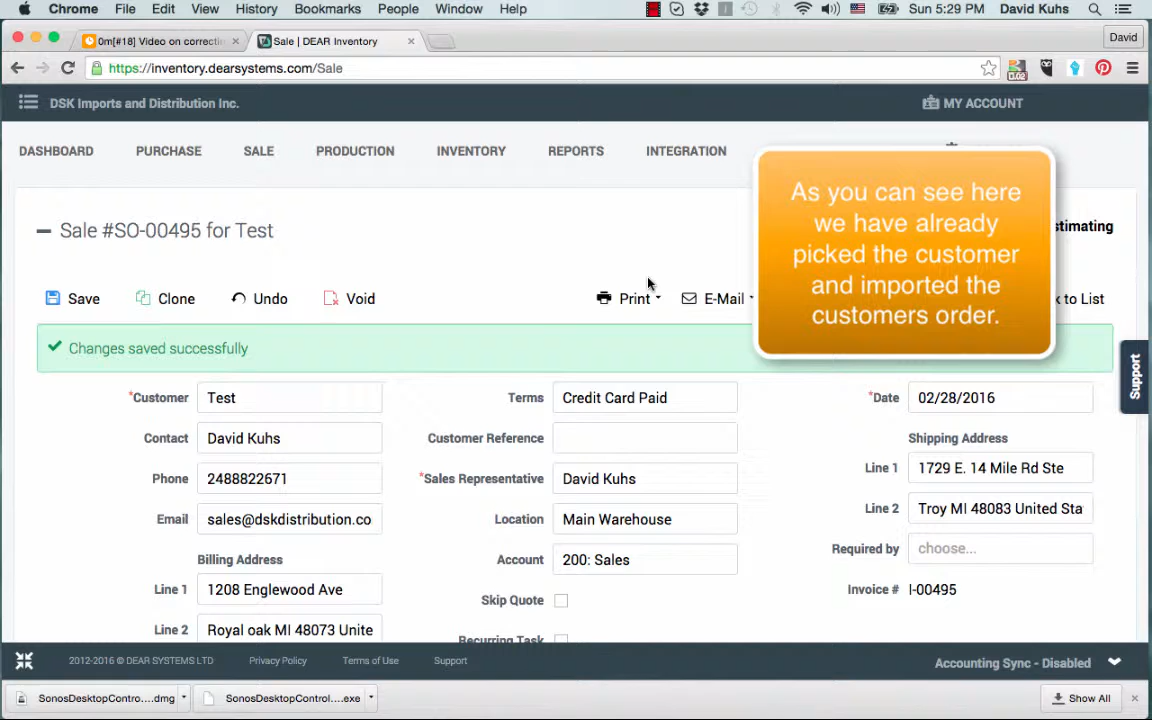 Chrome File Edit View History Bookmarks People Window Help Sun 5:29 PM David Kuhs
0m[#18] Video on correctin Sale | DEAR Inventory David
https://inventory.dearsystems.com/Sale
DSK Imports and Distribution Inc. MY ACCOUNT
DASHBOARD PURCHASE SALE PRODUCTION INVENTORY REPORTS INTEGRATION
As you can see here
we have already
picked the customer
and imported the
customers order.
Sale #SO-00495 for Test stimating
Save Clone Undo Void Print E-Mail k to List
Changes saved successfully
*Customer Test Terms Credit Card Paid *Date 02/28/2016
Contact David Kuhs Customer Reference Shipping Address
Phone 2488822671 *Sales Representative David Kuhs Line 1 1729 E. 14 Mile Rd Ste
Email sales@dskdistribution.co Location Main Warehouse Line 2 Troy MI 48083 United Sta
Billing Address Account 200: Sales Required by choose...
Line 1 1208 Englewood Ave Skip Quote Invoice # I-00495
Line 2 Royal oak MI 48073 Unite Recurring Task
2012-2016 © DEAR SYSTEMS LTD Privacy Policy Terms of Use Support Accounting Sync - Disabled
SonosDesktopContro....dmg SonosDesktopControl....exe Show All
Support